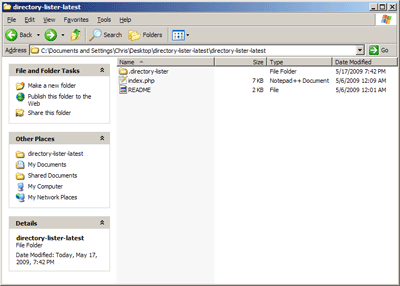 File Edit View Favorites Tools Help
Back Search Folders
Address C:\Documents and Settings\Chris\Desktop\directory-lister-latest\directory-lister-latest Go
File and Folder Tasks
Make a new folder
Publish this folder to the
Web
Share this folder
Other Places
directory-lister-latest
My Documents
Shared Documents
My Computer
My Network Places
Details
directory-lister-latest
File Folder
Date Modified: Today, May 17,
2009, 7:42 PM
Name Size Type Date Modified
.directory-lister File Folder 5/17/2009 7:42 PM
index.php 7 KB Notepad++ Document 5/6/2009 12:09 AM
README 2 KB File 5/6/2009 12:01 AM